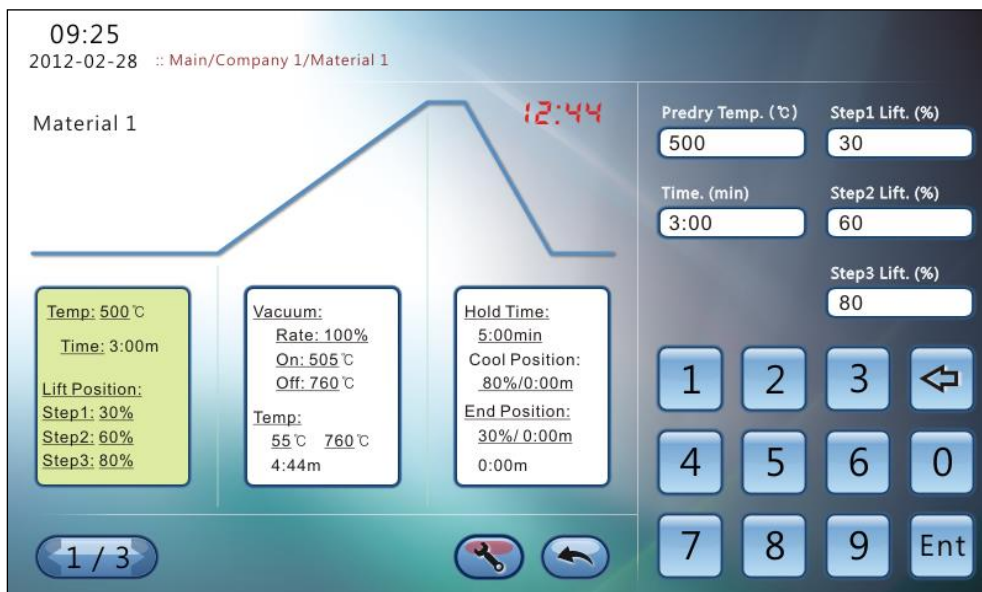 09:25
2012-02-28 :: Main/Company 1/Material 1
Material 1
12:44
Temp: 500℃
Time: 3:00m
Lift Position:
Step1: 30%
Step2: 60%
Step3: 80%
Vacuum:
Rate: 100%
On: 505℃
Off: 760℃
Temp:
55℃ 760℃
4:44m
Hold Time:
5:00min
Cool Position:
80%/0:00m
End Position:
30%/ 0:00m
0:00m
1 / 3
Predry Temp. (℃) Step1 Lift. (%)
500 30
Time. (min) Step2 Lift. (%)
3:00 60
Step3 Lift. (%)
80
1 2 3
4 5 6 0
7 8 9 Ent